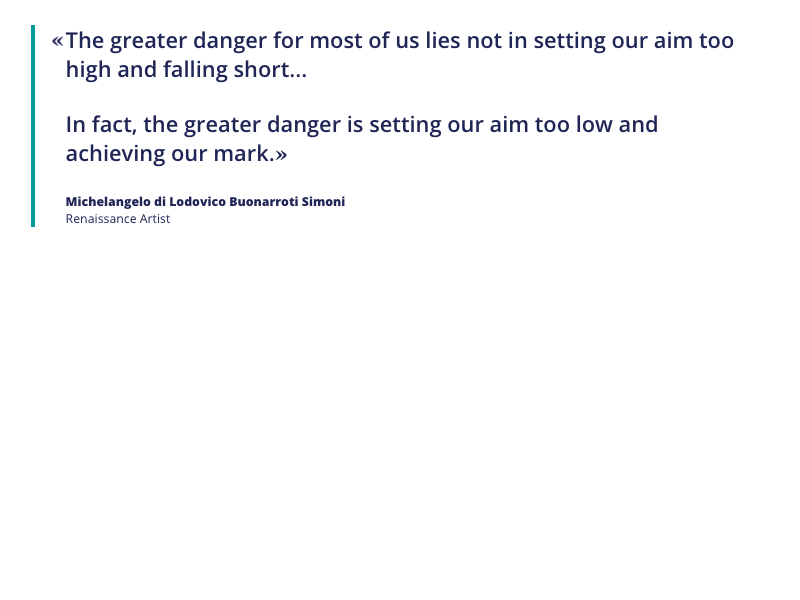 «The greater danger for most of us lies not in setting our aim too
high and falling short...
In fact, the greater danger is setting our aim too low and
achieving our mark.»
Michelangelo di Lodovico Buonarroti Simoni
Renaissance Artist